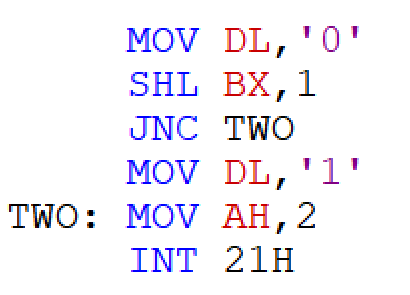 MOV DL,'0'
SHL BX,1
JNC TWO
MOV DL,'1'
TWO: MOV AH,2
INT 21H